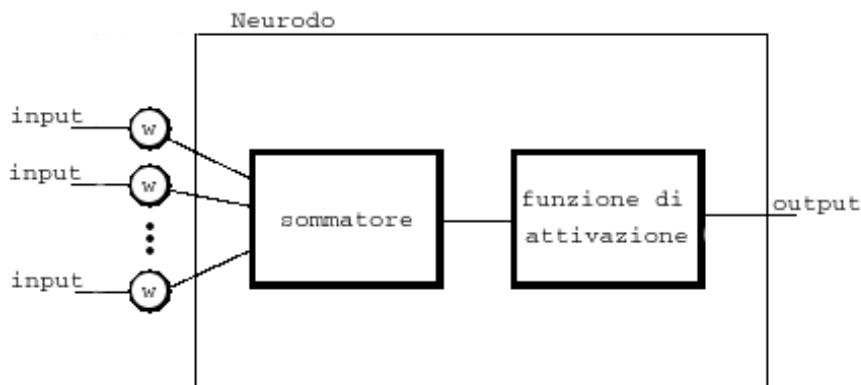 Neurodo
input
w
input
w
input
w
sommatore
funzione di
attivazione
output